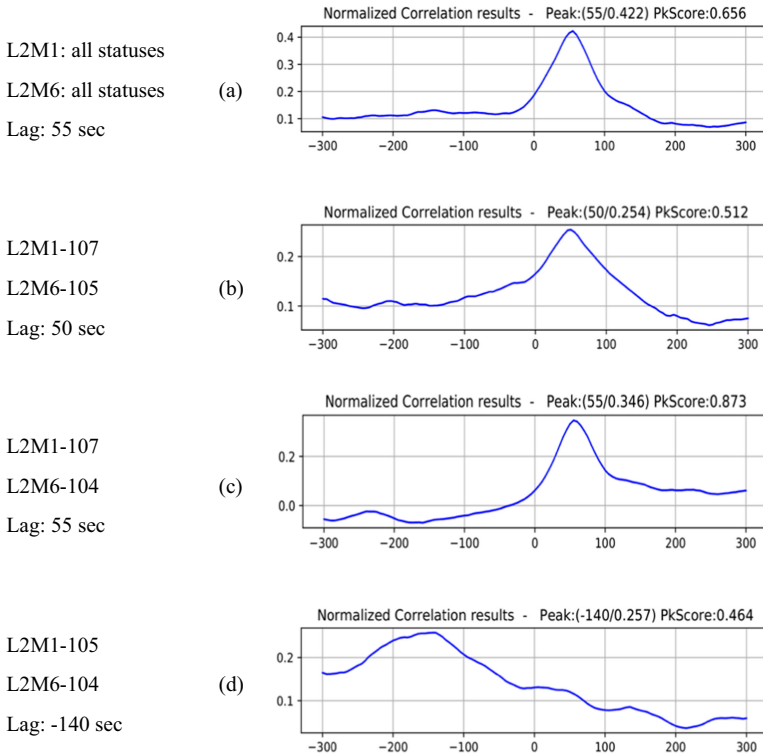 Normalized Correlation results - Peak:(55/0.422) PkScore:0.656
L2M1: all statuses
L2M6: all statuses (a)
Lag: 55 sec
0.4
0.3
0.2
0.1
−300 −200 −100 0 100 200 300
Normalized Correlation results - Peak:(50/0.254) PkScore:0.512
L2M1-107
L2M6-105 (b)
Lag: 50 sec
0.2
0.1
−300 −200 −100 0 100 200 300
Normalized Correlation results - Peak:(55/0.346) PkScore:0.873
L2M1-107
L2M6-104 (c)
Lag: 55 sec
0.2
0.0
−300 −200 −100 0 100 200 300
Normalized Correlation results - Peak:(-140/0.257) PkScore:0.464
L2M1-105
L2M6-104 (d)
Lag: -140 sec
0.2
0.1
−300 −200 −100 0 100 200 300